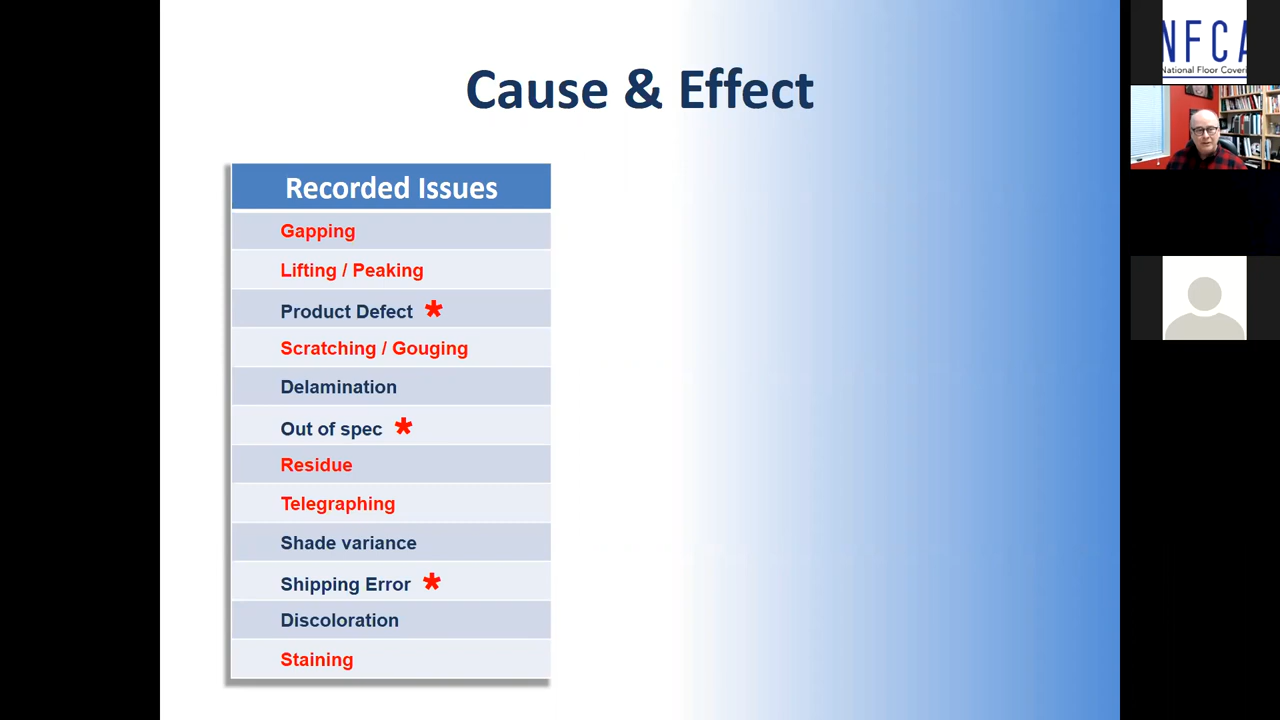 Cause & Effect
Recorded Issues
Gapping
Lifting / Peaking
Product Defect *
Scratching / Gouging
Delamination
Out of spec *
Residue
Telegraphing
Shade variance
Shipping Error *
Discoloration
Staining
NFCA
National Floor Coveri